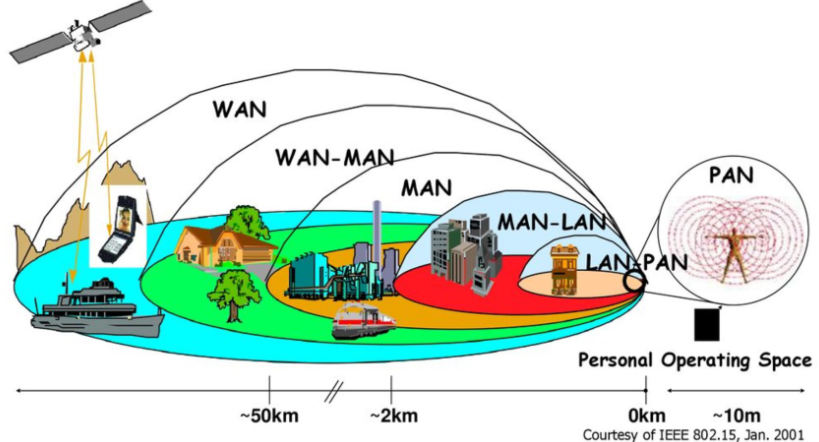 WAN
WAN-MAN
MAN
PAN
MAN-LAN
LAN-PAN
Personal Operating Space
~50km
~2km
0km
~10m
Courtesy of IEEE 802.15, Jan. 2001